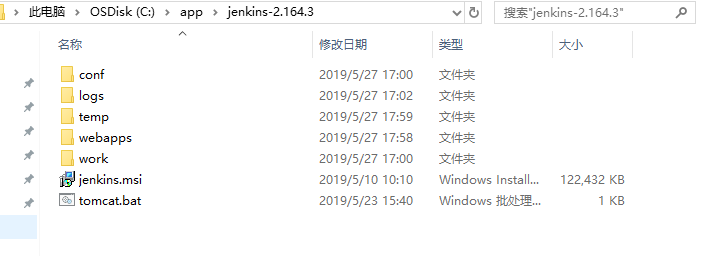 此电脑 › OSDisk (C:) › app › jenkins-2.164.3 搜索"jenkins-2.164.3"
名称 修改日期 类型 大小
conf 2019/5/27 17:00 文件夹
logs 2019/5/27 17:02 文件夹
temp 2019/5/27 17:59 文件夹
webapps 2019/5/27 17:58 文件夹
work 2019/5/27 17:00 文件夹
jenkins.msi 2019/5/10 10:10 Windows Install... 122,432 KB
tomcat.bat 2019/5/23 15:40 Windows 批处理... 1 KB